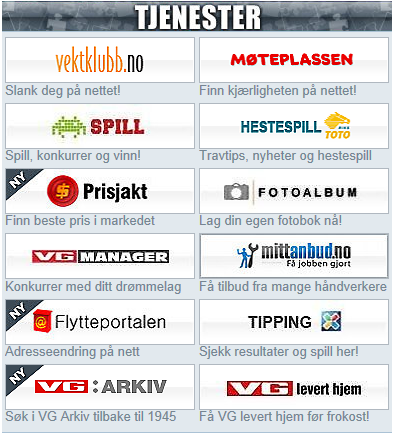 TJENESTER
vektklubb.no
MØTEPLASSEN
Slank deg på nettet!
Finn kjærligheten på nettet!
SPILL
HESTESPILL RIKS TOTO
Spill, konkurrer og vinn!
Travtips, nyheter og hestespill
NY
Prisjakt
FOTOALBUM
Finn beste pris i markedet
Lag din egen fotobok nå!
VG MANAGER
mittanbud.no
Få jobben gjort
Konkurrer med ditt drømmelag
Få tilbud fra mange håndverkere
NY
@ Flytteportalen
TIPPING
Adresseendring på nett
Sjekk resultater og spill her!
NY
VG:ARKIV
VG levert hjem
Søk i VG Arkiv tilbake til 1945
Få VG levert hjem før frokost!